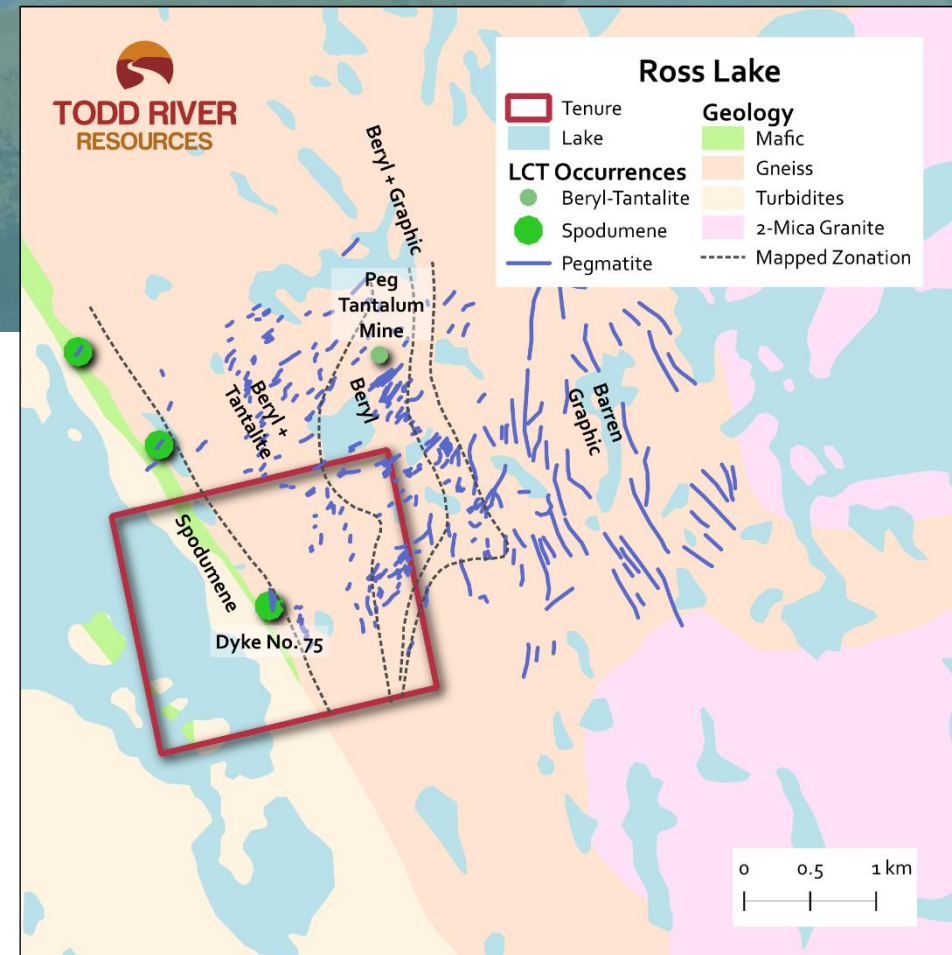 TODD RIVER
RESOURCES
Ross Lake
Tenure
Lake
LCT Occurrences
Beryl-Tantalite
Spodumene
Pegmatite
Geology
Mafic
Gneiss
Turbidites
2-Mica Granite
Mapped Zonation
Beryl + Graphic
Peg
Tantalum
Mine
Beryl +
Tantalite
Beryl
Barren
Graphic
Spodumene
Dyke No. 75
0 0.5 1 km